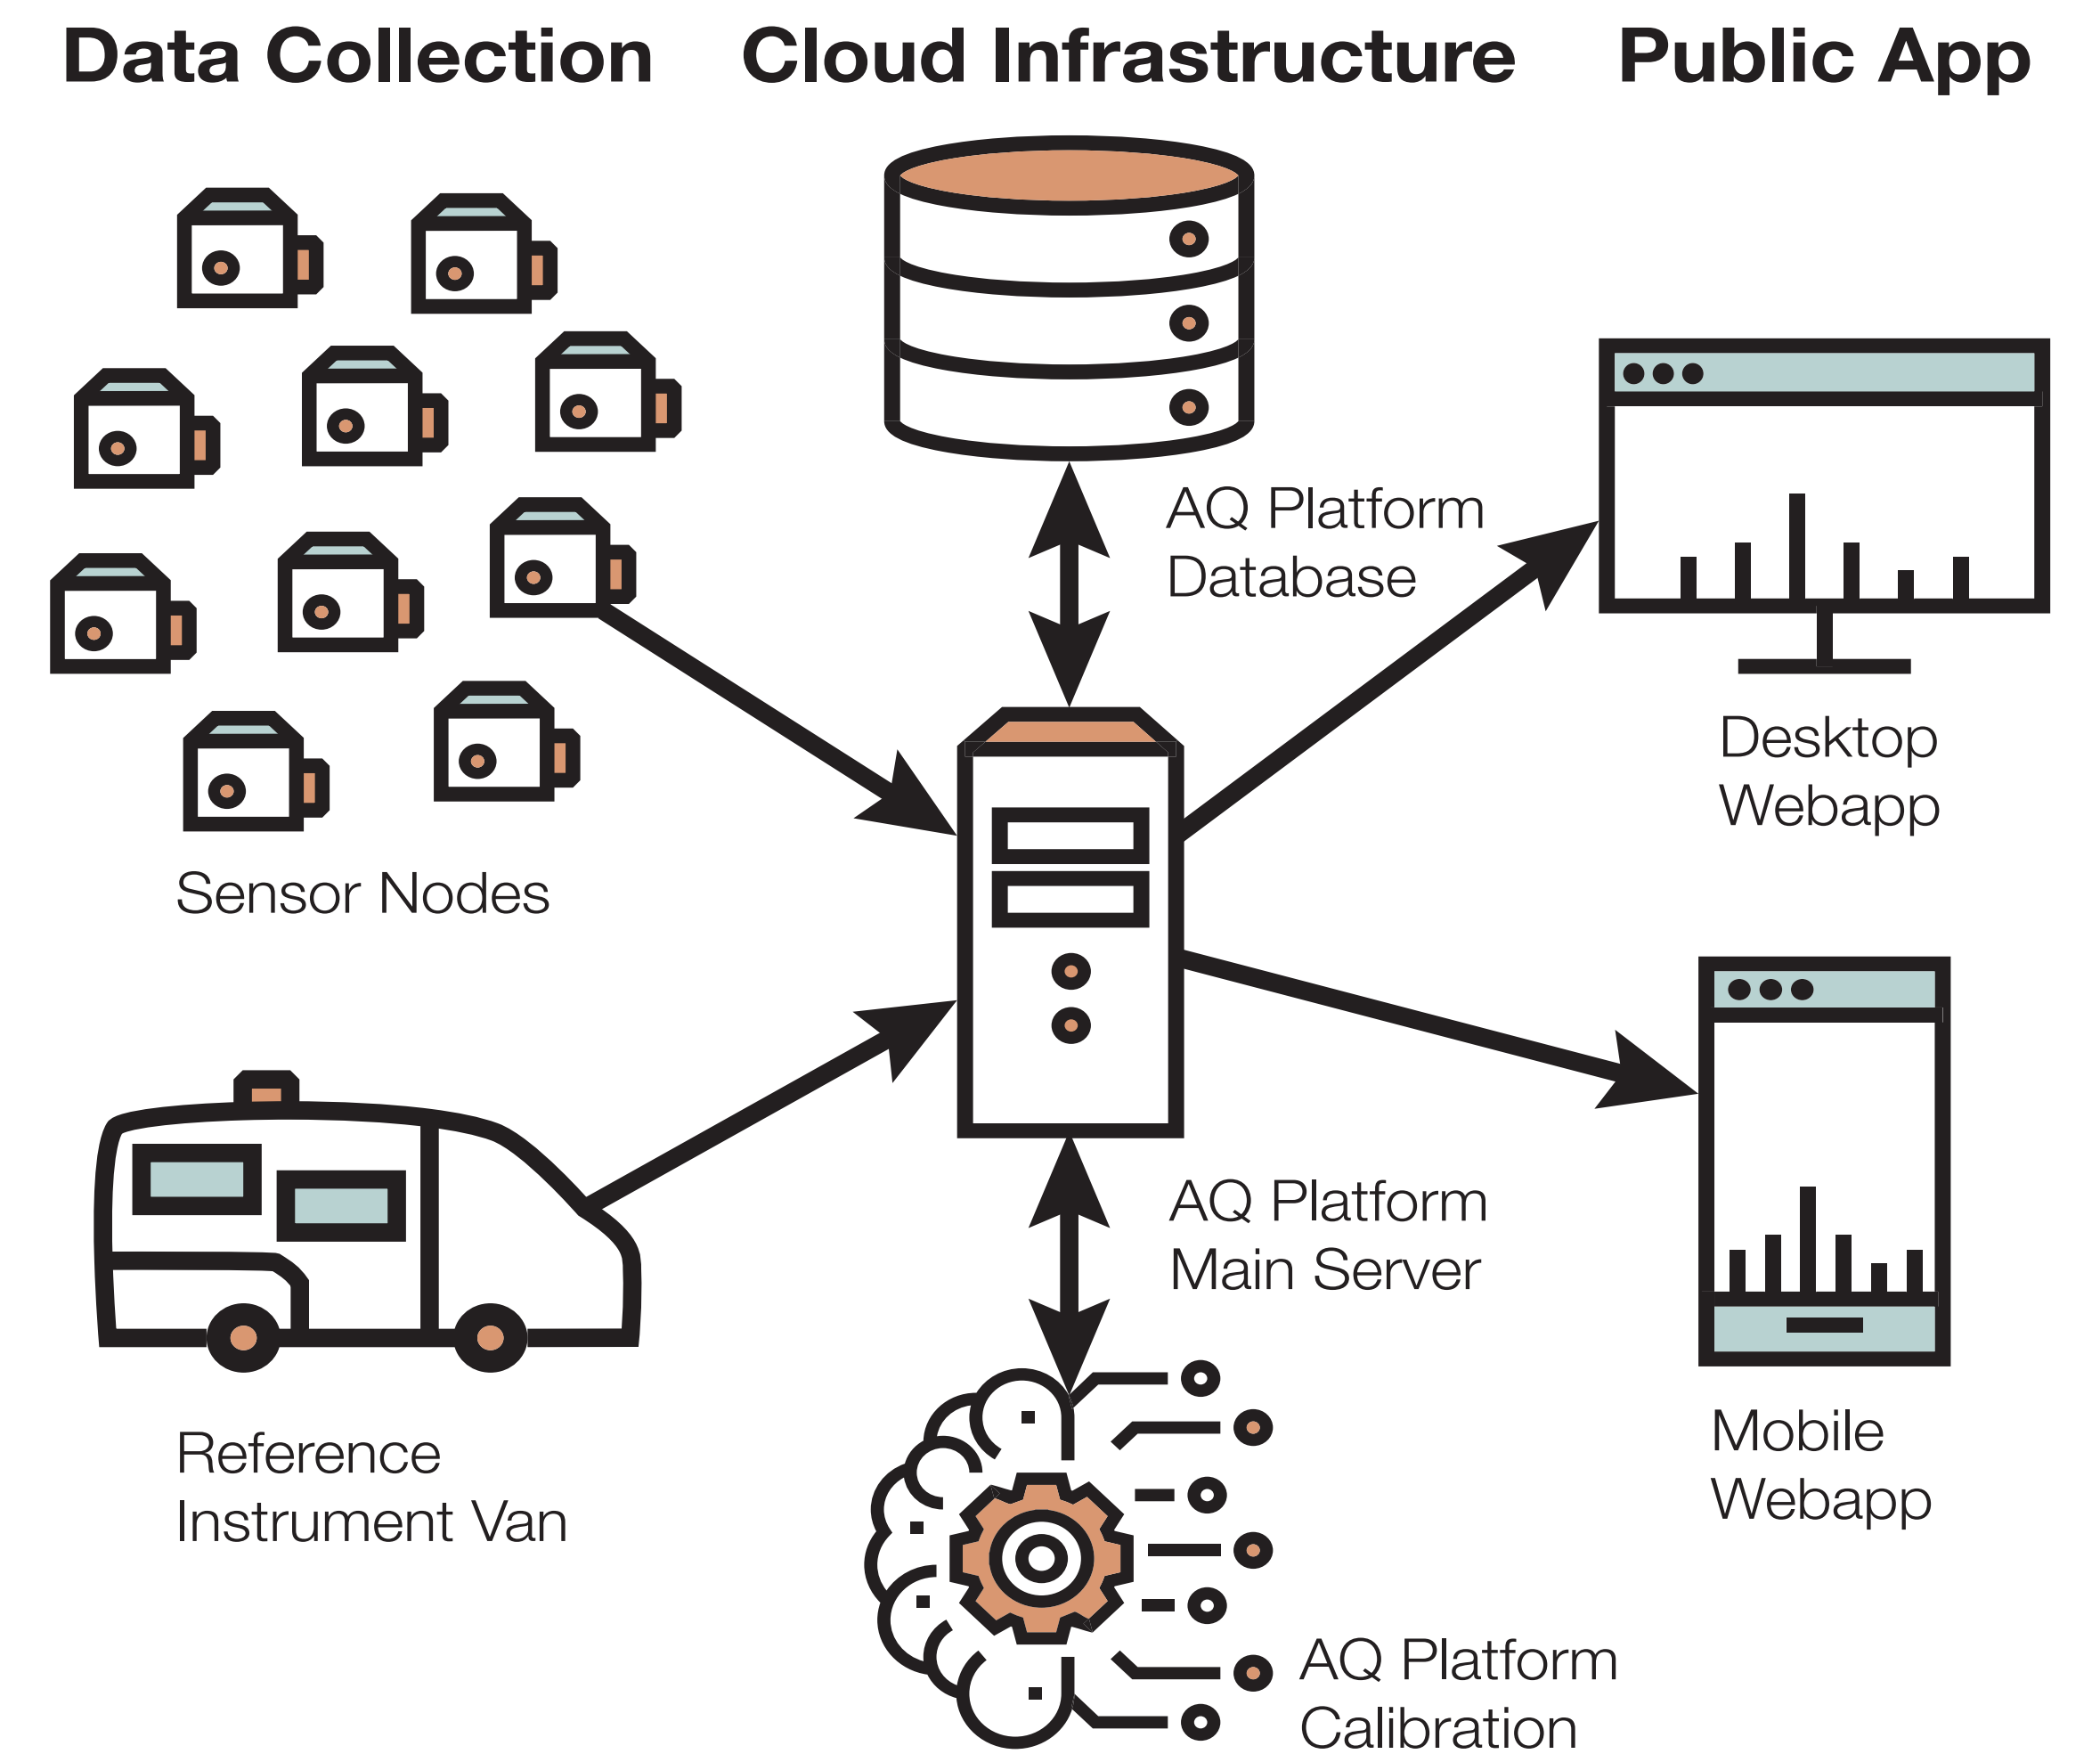 Data Collection
Cloud Infrastructure
Public App
AQ Platform
Database
Desktop
Webapp
Sensor Nodes
AQ Platform
Main Server
Reference
Instrument Van
Mobile
Webapp
AQ Platform
Calibration